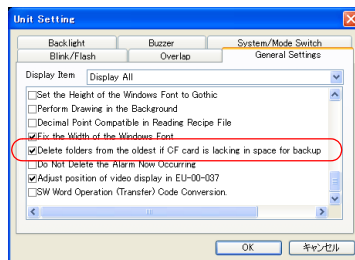 Unit Setting
Backlight Buzzer System/Mode Switch
Blink/Flash Overlap General Settings
Display Item Display All
Set the Height of the Windows Font to Gothic
Perform Drawing in the Background
Decimal Point Compatible in Reading Recipe File
Fix the Width of the Windows Font
Delete folders from the oldest if CF card is lacking in space for backup
Do Not Delete the Alarm Now Occurring
Adjust position of video display in EU-00-037
SW Word Operation (Transfer) Code Conversion.
OK キャンセル